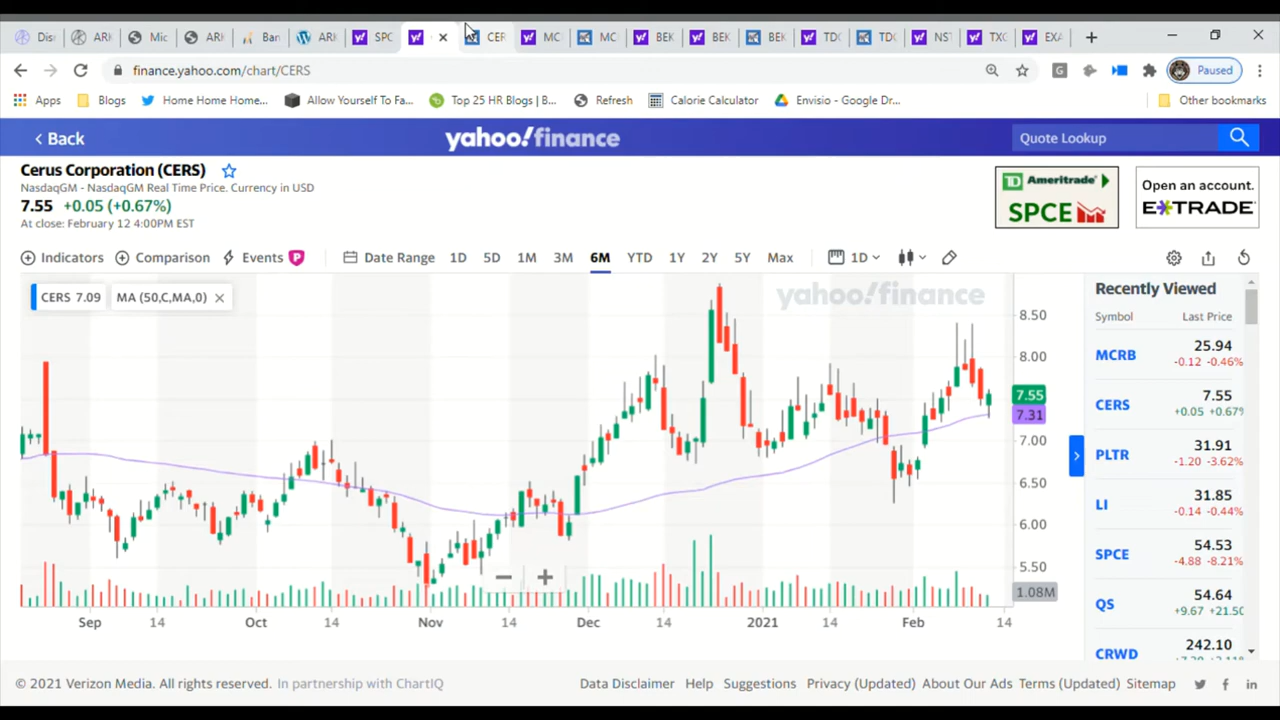 Dis
ARK
Mic
ARK
Ban
ARK
SPC
CER
MC
MC
BEK
BEK
BEK
TDC
TDC
NST
TXG
EXA
finance.yahoo.com/chart/CERS
Paused
Apps
Blogs
Home Home Home...
Allow Yourself To Fa...
Top 25 HR Blogs | B...
Refresh
Calorie Calculator
Envisio - Google Dr...
Other bookmarks
Back
yahoo!finance
Quote Lookup
Cerus Corporation (CERS)
NasdaqGM - NasdaqGM Real Time Price. Currency in USD
7.55 +0.05 (+0.67%)
At close: February 12 4:00PM EST
TD Ameritrade
SPCE
Open an account.
E*TRADE
Indicators
Comparison
Events
P
Date Range
1D
5D
1M
3M
6M
YTD
1Y
2Y
5Y
Max
1D
CERS 7.09
MA (50,C,MA,0)
yahoo!finance
8.50
8.00
7.55
7.31
7.00
6.50
6.00
5.50
1.08M
Sep
14
Oct
14
Nov
14
Dec
14
2021
14
Feb
14
Recently Viewed
Symbol Last Price
MCRB 25.94
-0.12 -0.46%
CERS 7.55
+0.05 +0.67%
PLTR 31.91
-1.20 -3.62%
LI 31.85
-0.14 -0.44%
SPCE 54.53
-4.88 -8.21%
QS 54.64
+9.67 +21.50
CRWD 242.10
© 2021 Verizon Media. All rights reserved. In partnership with ChartIQ
Data Disclaimer Help Suggestions Privacy (Updated) About Our Ads Terms (Updated) Sitemap